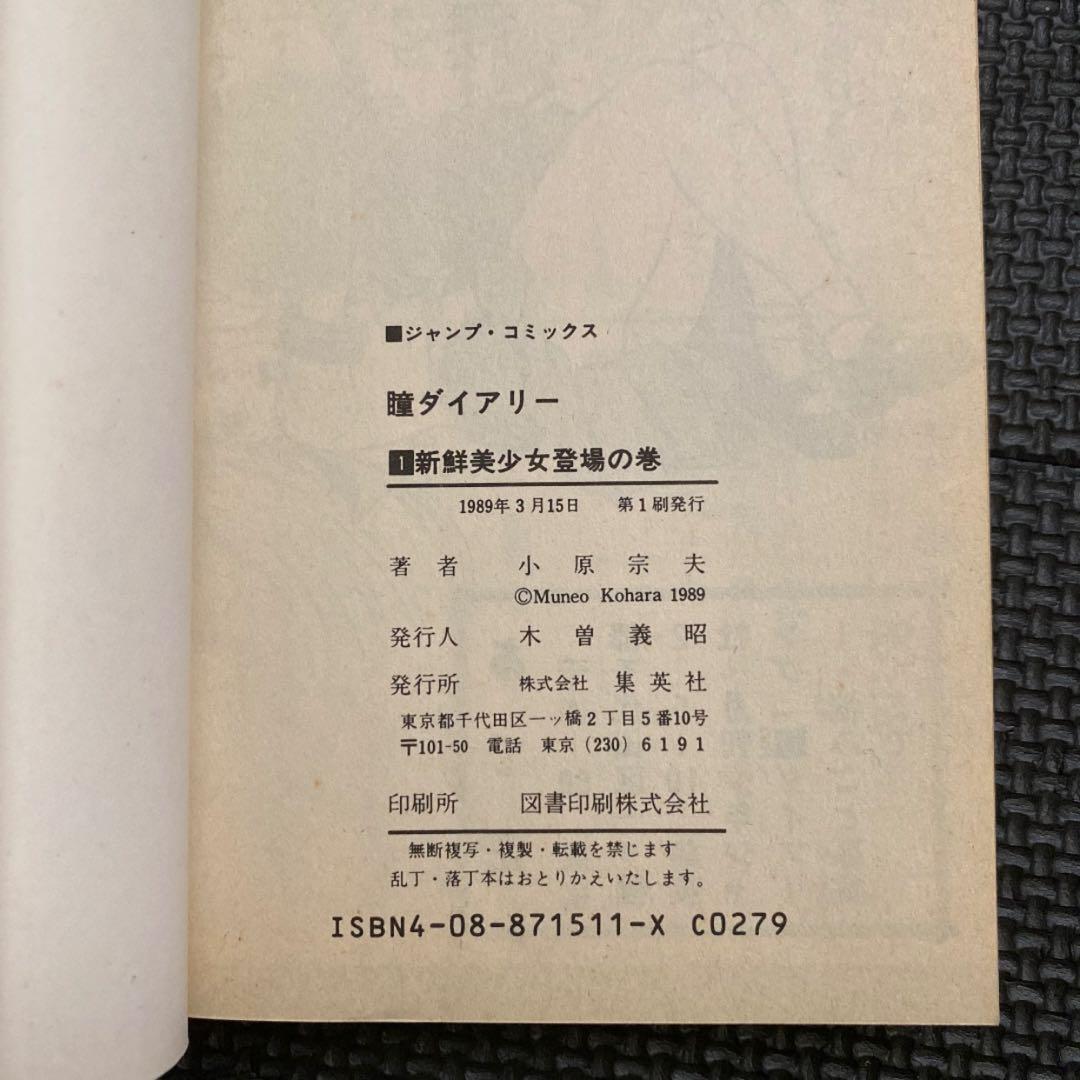 ■ジャンプ・コミックス
瞳ダイアリー
1新鮮美少女登場の巻
1989年3月15日 第1刷発行
著者 小原宗夫
©Muneo Kohara 1989
発行人 木曽義昭
発行所 株式会社 集英社
東京都千代田区一ッ橋2丁目5番10号
〒101-50 電話 東京(230)6191
印刷所 図書印刷株式会社
無断複写・複製・転載を禁じます
乱丁・落丁本はおとりかえいたします。
ISBN4-08-871511-X C0279